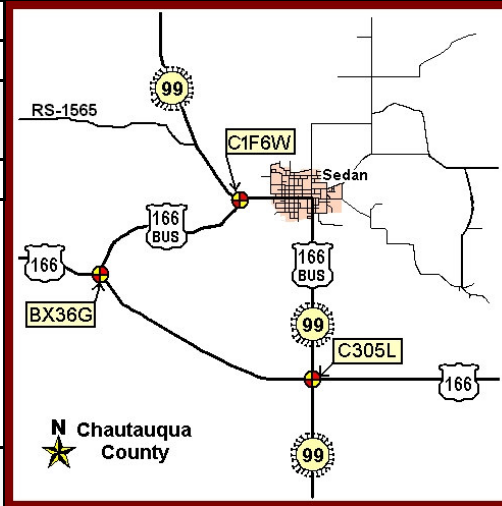 99
RS-1565
C1F6W
Sedan
166
BUS
166
166
BUS
BX36G
99
C305L
166
N Chautauqua
County
99